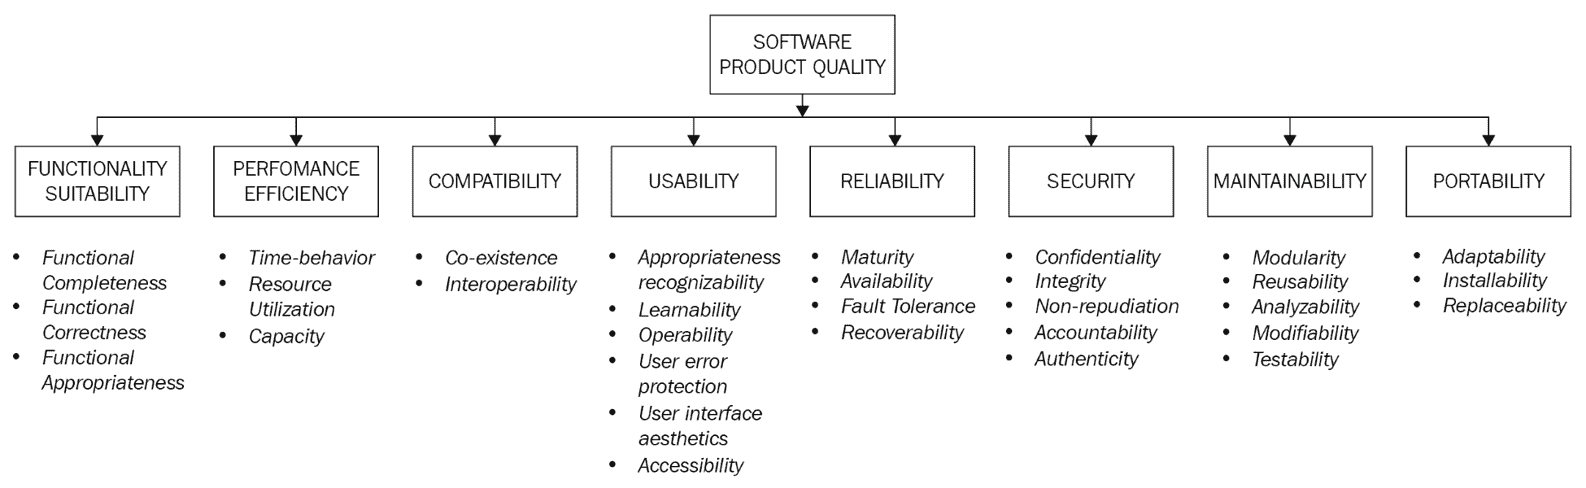 SOFTWARE
PRODUCT QUALITY
FUNCTIONALITY
SUITABILITY
PERFOMANCE
EFFICIENCY
COMPATIBILITY
USABILITY
RELIABILITY
SECURITY
MAINTAINABILITY
PORTABILITY
• Functional
Completeness
• Functional
Correctness
• Functional
Appropriateness
• Time-behavior
• Resource
Utilization
• Capacity
• Co-existence
• Interoperability
• Appropriateness
recognizability
• Learnability
• Operability
• User error
protection
• User interface
aesthetics
• Accessibility
• Maturity
• Availability
• Fault Tolerance
• Recoverability
• Confidentiality
• Integrity
• Non-repudiation
• Accountability
• Authenticity
• Modularity
• Reusability
• Analyzability
• Modifiability
• Testability
• Adaptability
• Installability
• Replaceability